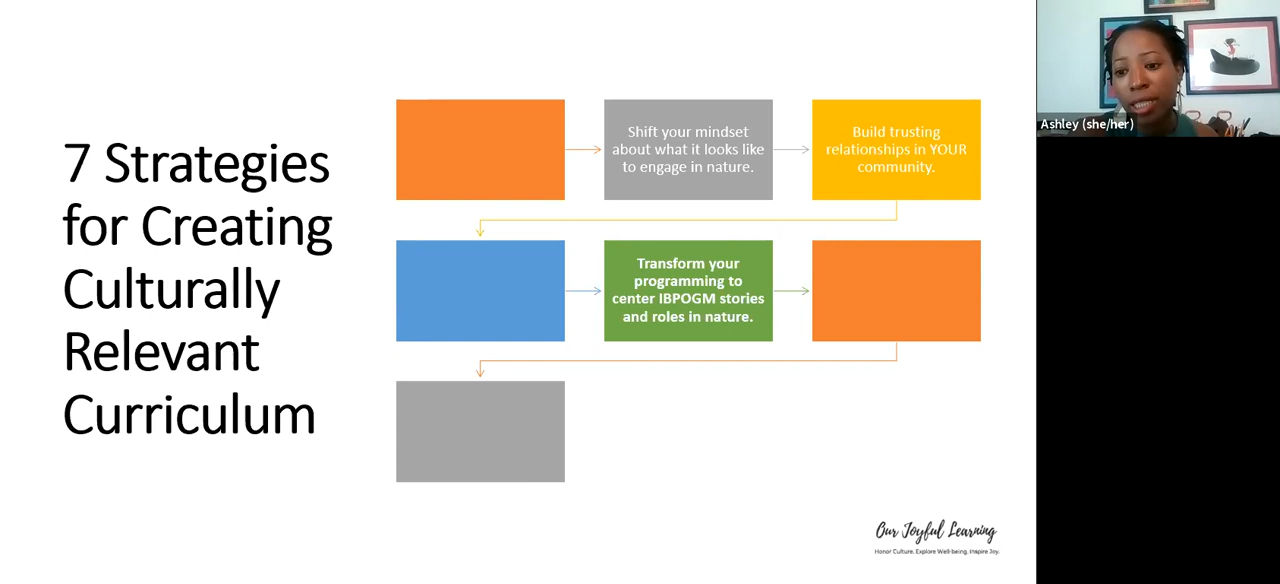 7 Strategies
for Creating
Culturally
Relevant
Curriculum
Shift your mindset
about what it looks like
to engage in nature.
Build trusting
relationships in YOUR
community.
Transform your
programming to
center IBPOGM stories
and roles in nature.
Our Joyful Learning
Honor Culture. Explore Well-being. Inspire Joy.
Ashley (she/her)